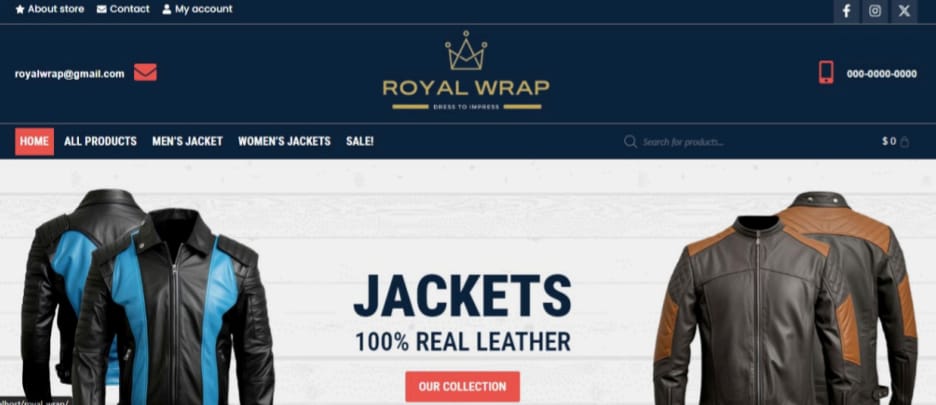 About store Contact My account
royalwrap@gmail.com
ROYAL WRAP
DRESS TO IMPRESS
000-0000-0000
HOME ALL PRODUCTS MEN'S JACKET WOMEN'S JACKETS SALE!
Search for products...
$ 0
JACKETS
100% REAL LEATHER
OUR COLLECTION